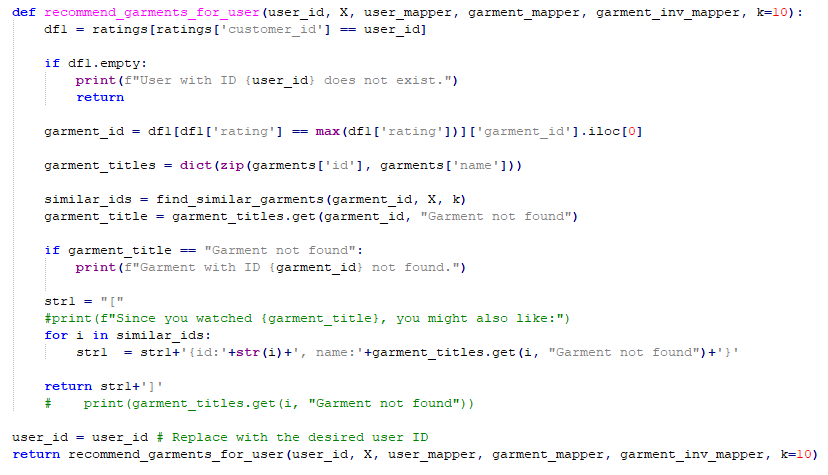 def recommend_garments_for_user(user_id, X, user_mapper, garment_mapper, garment_inv_mapper, k=10):
    df1 = ratings[ratings['customer_id'] == user_id]

    if df1.empty:
        print(f"User with ID {user_id} does not exist.")
        return

    garment_id = df1[df1['rating'] == max(df1['rating'])]['garment_id'].iloc[0]

    garment_titles = dict(zip(garments['id'], garments['name']))

    similar_ids = find_similar_garments(garment_id, X, k)
    garment_title = garment_titles.get(garment_id, "Garment not found")

    if garment_title == "Garment not found":
        print(f"Garment with ID {garment_id} not found.")

    str1 = "["
    #print(f"Since you watched {garment_title}, you might also like:")
    for i in similar_ids:
        str1  = str1+'{id:'+str(i)+', name:'+garment_titles.get(i, "Garment not found")+'}'

    return str1+']'
    #    print(garment_titles.get(i, "Garment not found"))

user_id = user_id # Replace with the desired user ID
return recommend_garments_for_user(user_id, X, user_mapper, garment_mapper, garment_inv_mapper, k=10)